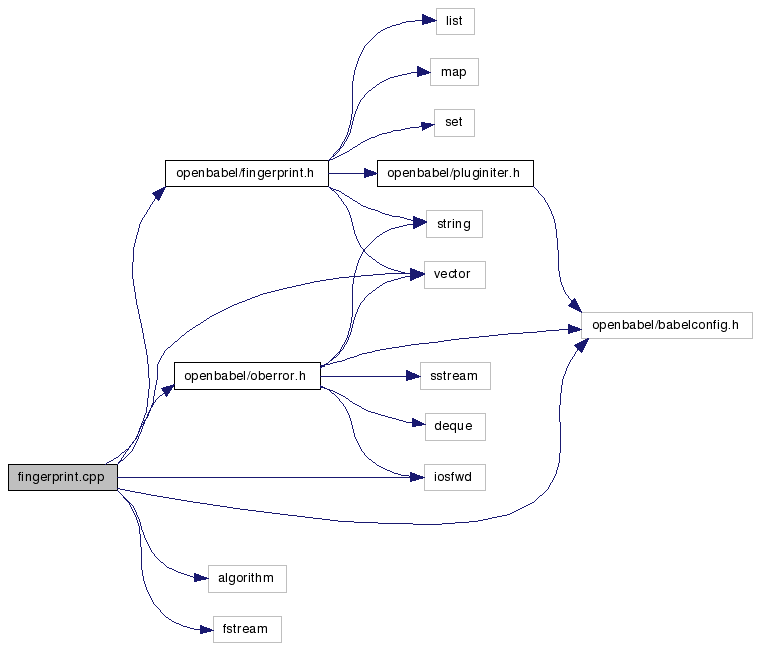 list
map
set
openbabel/fingerprint.h
openbabel/pluginiter.h
string
vector
openbabel/babelconfig.h
openbabel/oberror.h
sstream
deque
fingerprint.cpp
iosfwd
algorithm
fstream